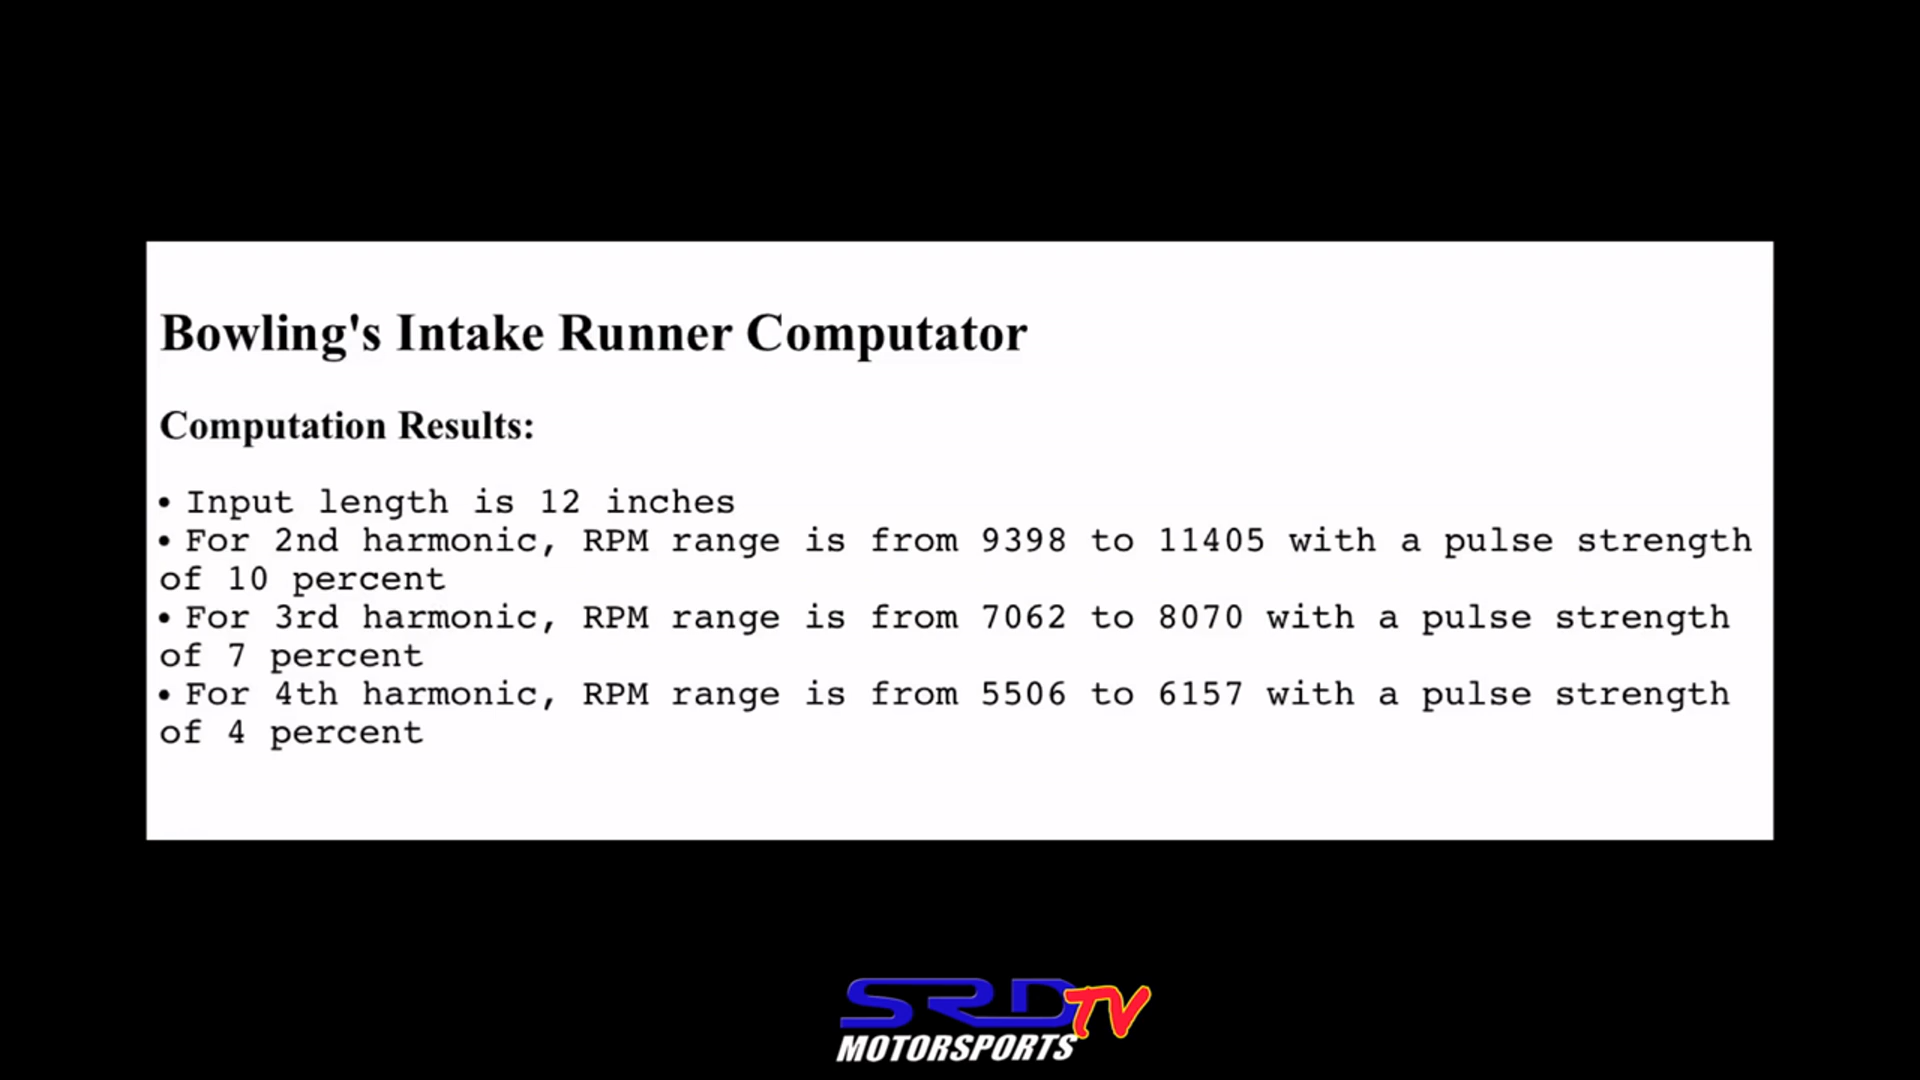 Bowling's Intake Runner Computator
Computation Results:
• Input length is 12 inches
• For 2nd harmonic, RPM range is from 9398 to 11405 with a pulse strength
of 10 percent
• For 3rd harmonic, RPM range is from 7062 to 8070 with a pulse strength
of 7 percent
• For 4th harmonic, RPM range is from 5506 to 6157 with a pulse strength
of 4 percent
SRD TV
MOTORSPORTS